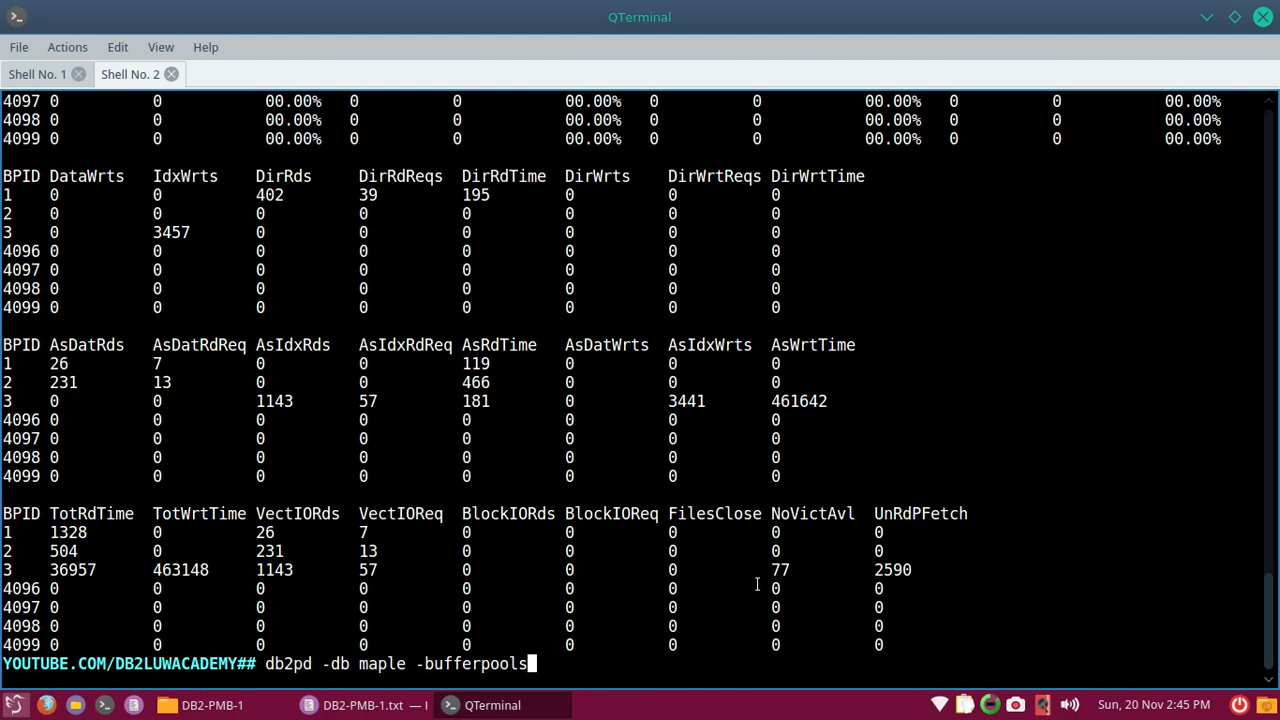 QTerminal
File Actions Edit View Help
Shell No. 1 Shell No. 2
4097 0 0 00.00% 0 0 00.00% 0 0 00.00% 0 0 00.00%
4098 0 0 00.00% 0 0 00.00% 0 0 00.00% 0 0 00.00%
4099 0 0 00.00% 0 0 00.00% 0 0 00.00% 0 0 00.00%
BPID DataWrts IdxWrts DirRds DirRdReqs DirRdTime DirWrts DirWrtReqs DirWrtTime
1 0 0 402 39 195 0 0 0
2 0 0 0 0 0 0 0 0
3 0 3457 0 0 0 0 0 0
4096 0 0 0 0 0 0 0 0
4097 0 0 0 0 0 0 0 0
4098 0 0 0 0 0 0 0 0
4099 0 0 0 0 0 0 0 0
BPID AsDatRds AsDatRdReq AsIdxRds AsIdxRdReq AsRdTime AsDatWrts AsIdxWrts AsWrtTime
1 26 7 0 0 119 0 0 0
2 231 13 0 0 466 0 0 0
3 0 0 1143 57 181 0 3441 461642
4096 0 0 0 0 0 0 0 0
4097 0 0 0 0 0 0 0 0
4098 0 0 0 0 0 0 0 0
4099 0 0 0 0 0 0 0 0
BPID TotRdTime TotWrtTime VectIORds VectIOReq BlockIORds BlockIOReq FilesClose NoVictAvl UnRdPFetch
1 1328 0 26 7 0 0 0 0 0
2 504 0 231 13 0 0 0 0 0
3 36957 463148 1143 57 0 0 0 77 2590
4096 0 0 0 0 0 0 0 0 0
4097 0 0 0 0 0 0 0 0 0
4098 0 0 0 0 0 0 0 0 0
4099 0 0 0 0 0 0 0 0 0
YOUTUBE.COM/DB2LUWACADEMY## db2pd -db maple -bufferpools
DB2-PMB-1 DB2-PMB-1.txt — QTerminal Sun, 20 Nov 2:45 PM